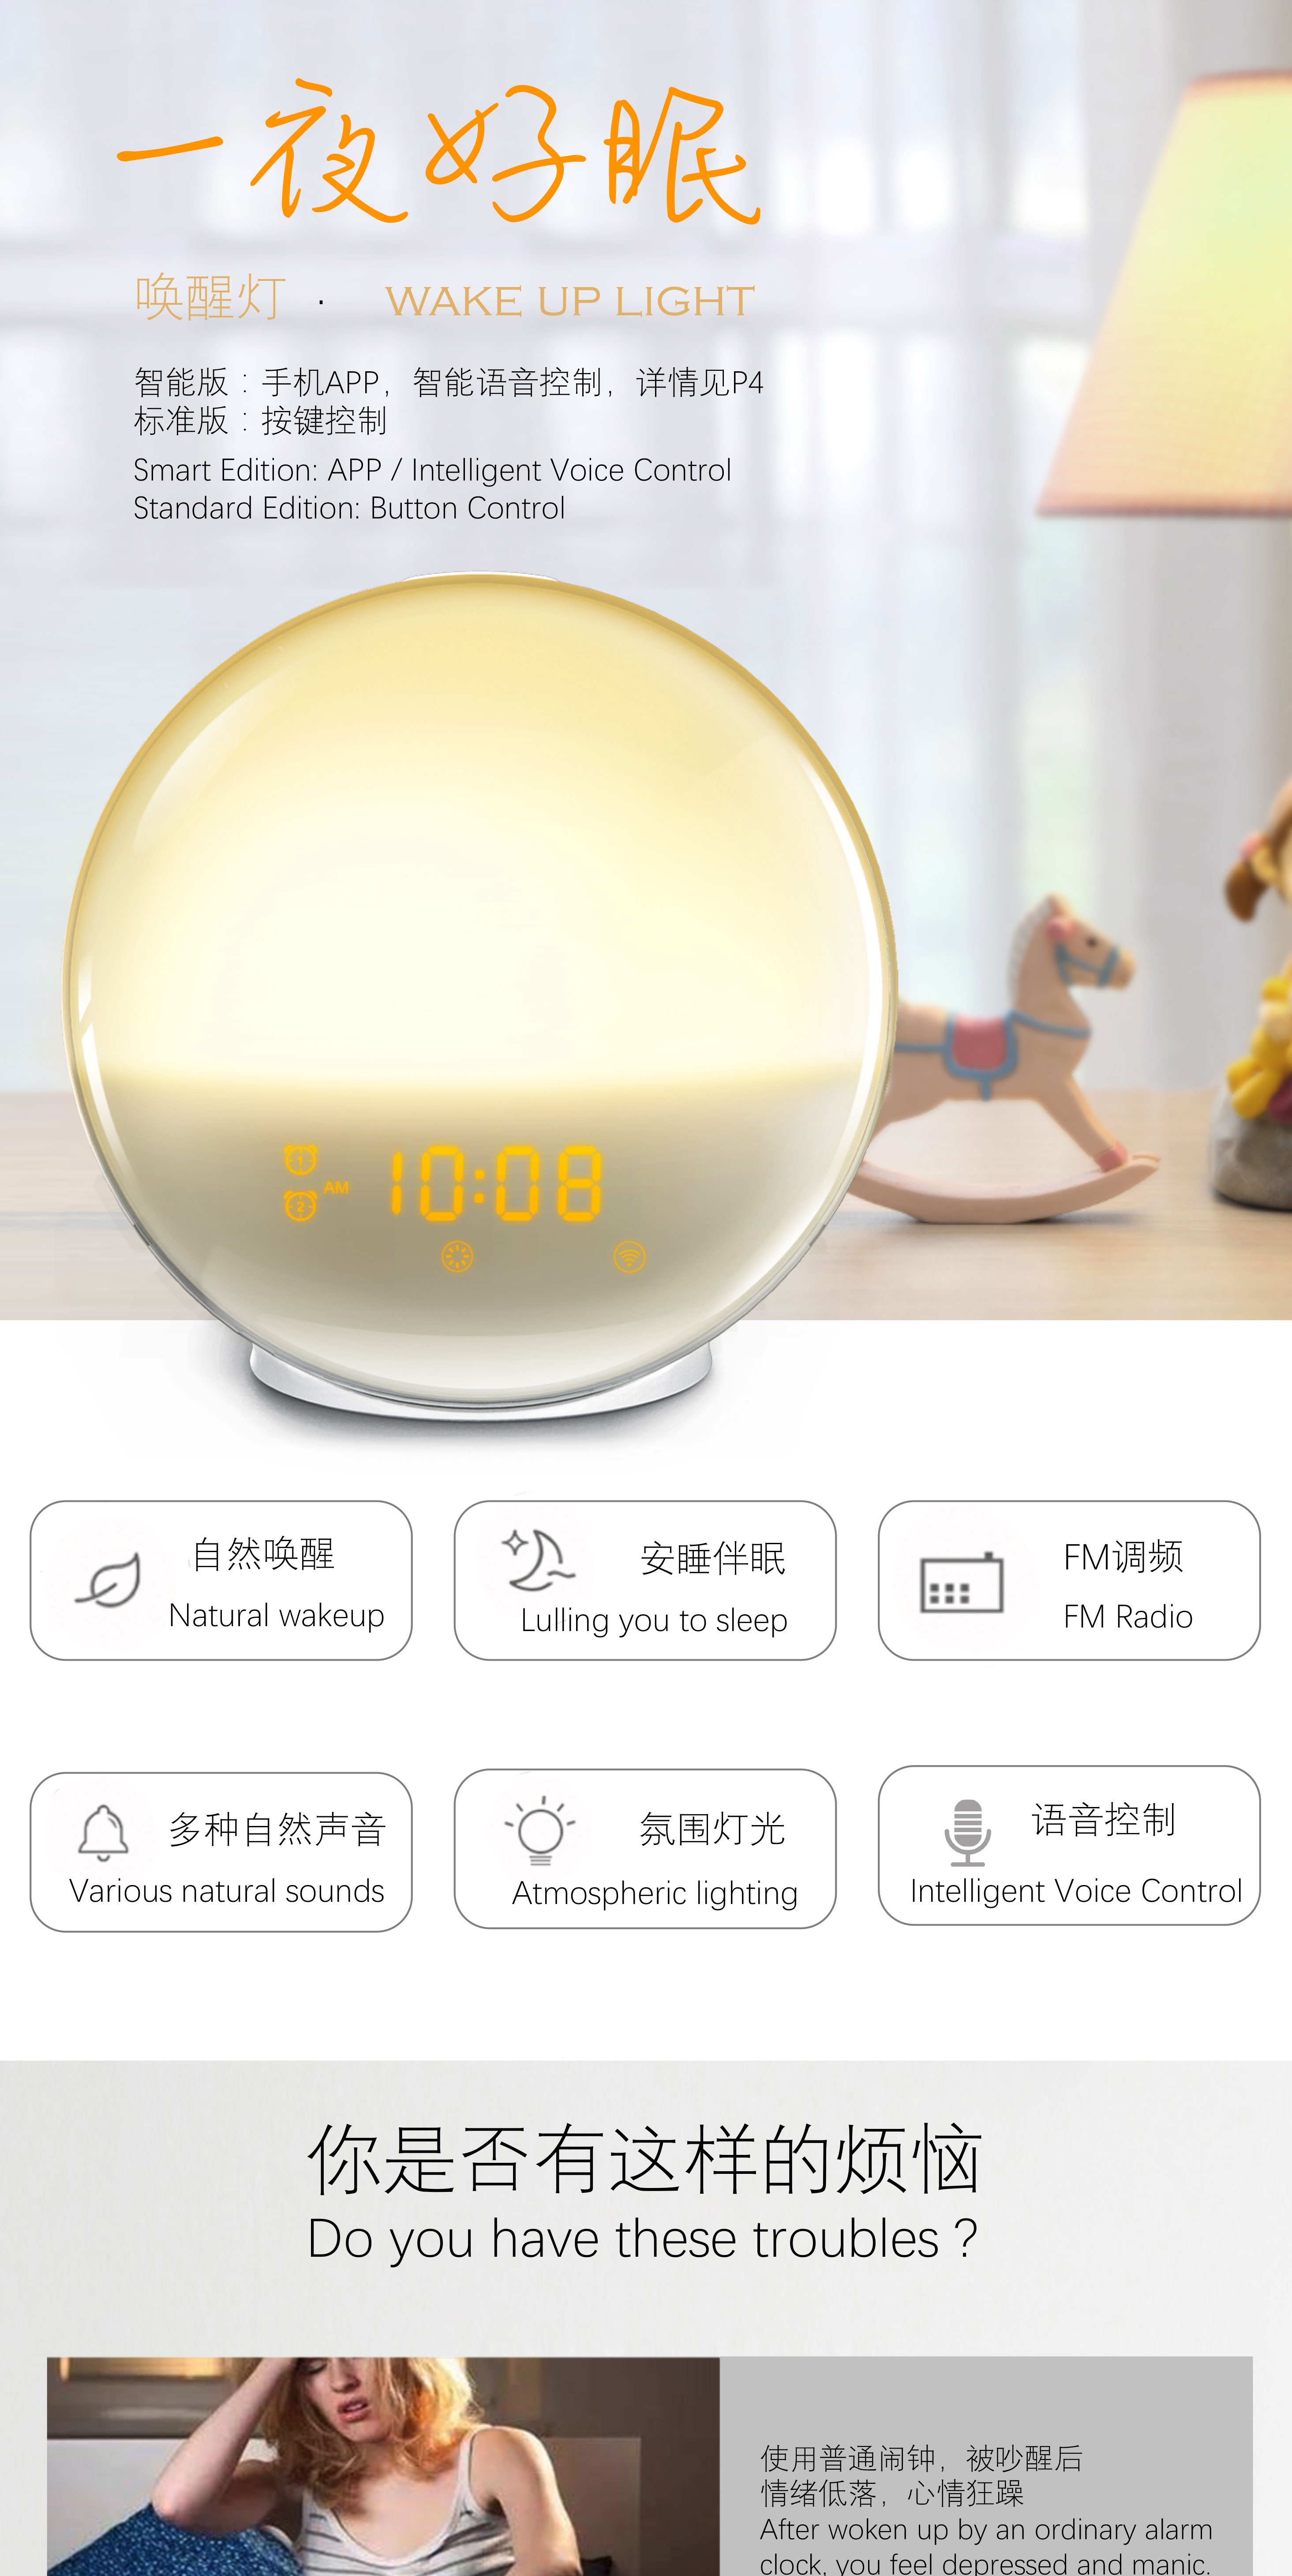 一夜好眠
唤醒灯 · WAKE UP LIGHT
智能版：手机APP，智能语音控制，详情见P4
标准版：按键控制
Smart Edition: APP / Intelligent Voice Control
Standard Edition: Button Control
1
AM 10:08
2
自然唤醒
Natural wakeup
安睡伴眠
Lulling you to sleep
FM调频
FM Radio
多种自然声音
Various natural sounds
氛围灯光
Atmospheric lighting
语音控制
Intelligent Voice Control
你是否有这样的烦恼
Do you have these troubles？
使用普通闹钟，被吵醒后
情绪低落，心情狂躁
After woken up by an ordinary alarm
clock, you feel depressed and manic.